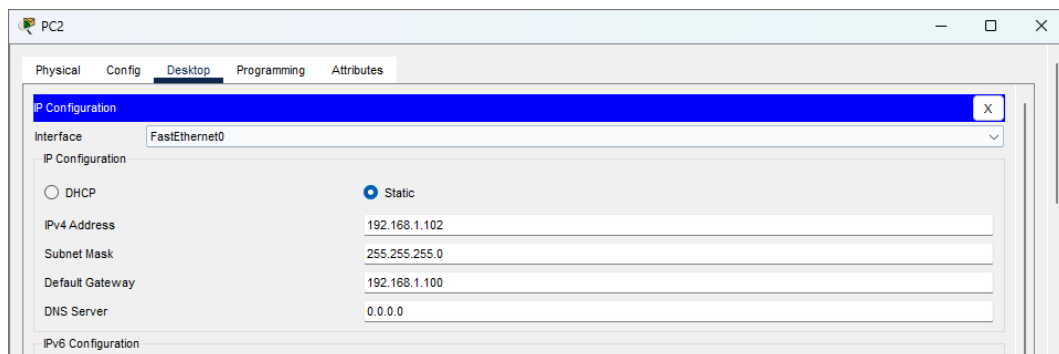 PC2
Physical Config Desktop Programming Attributes
IP Configuration X
Interface FastEthernet0
IP Configuration
DHCP Static
IPv4 Address 192.168.1.102
Subnet Mask 255.255.255.0
Default Gateway 192.168.1.100
DNS Server 0.0.0.0
IPv6 Configuration